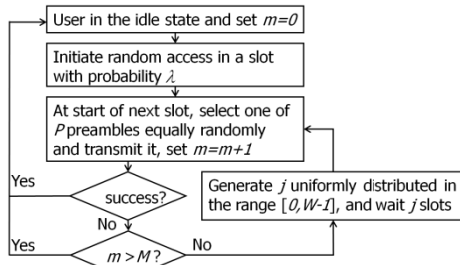 User in the idle state and set m=0
Initiate random access in a slot
with probability λ
At start of next slot, select one of
P preambles equally randomly
and transmit it, set m=m+1
Yes
success?
No
Generate j uniformly distributed in
the range [0,W-1], and wait j slots
Yes
m>M?
No